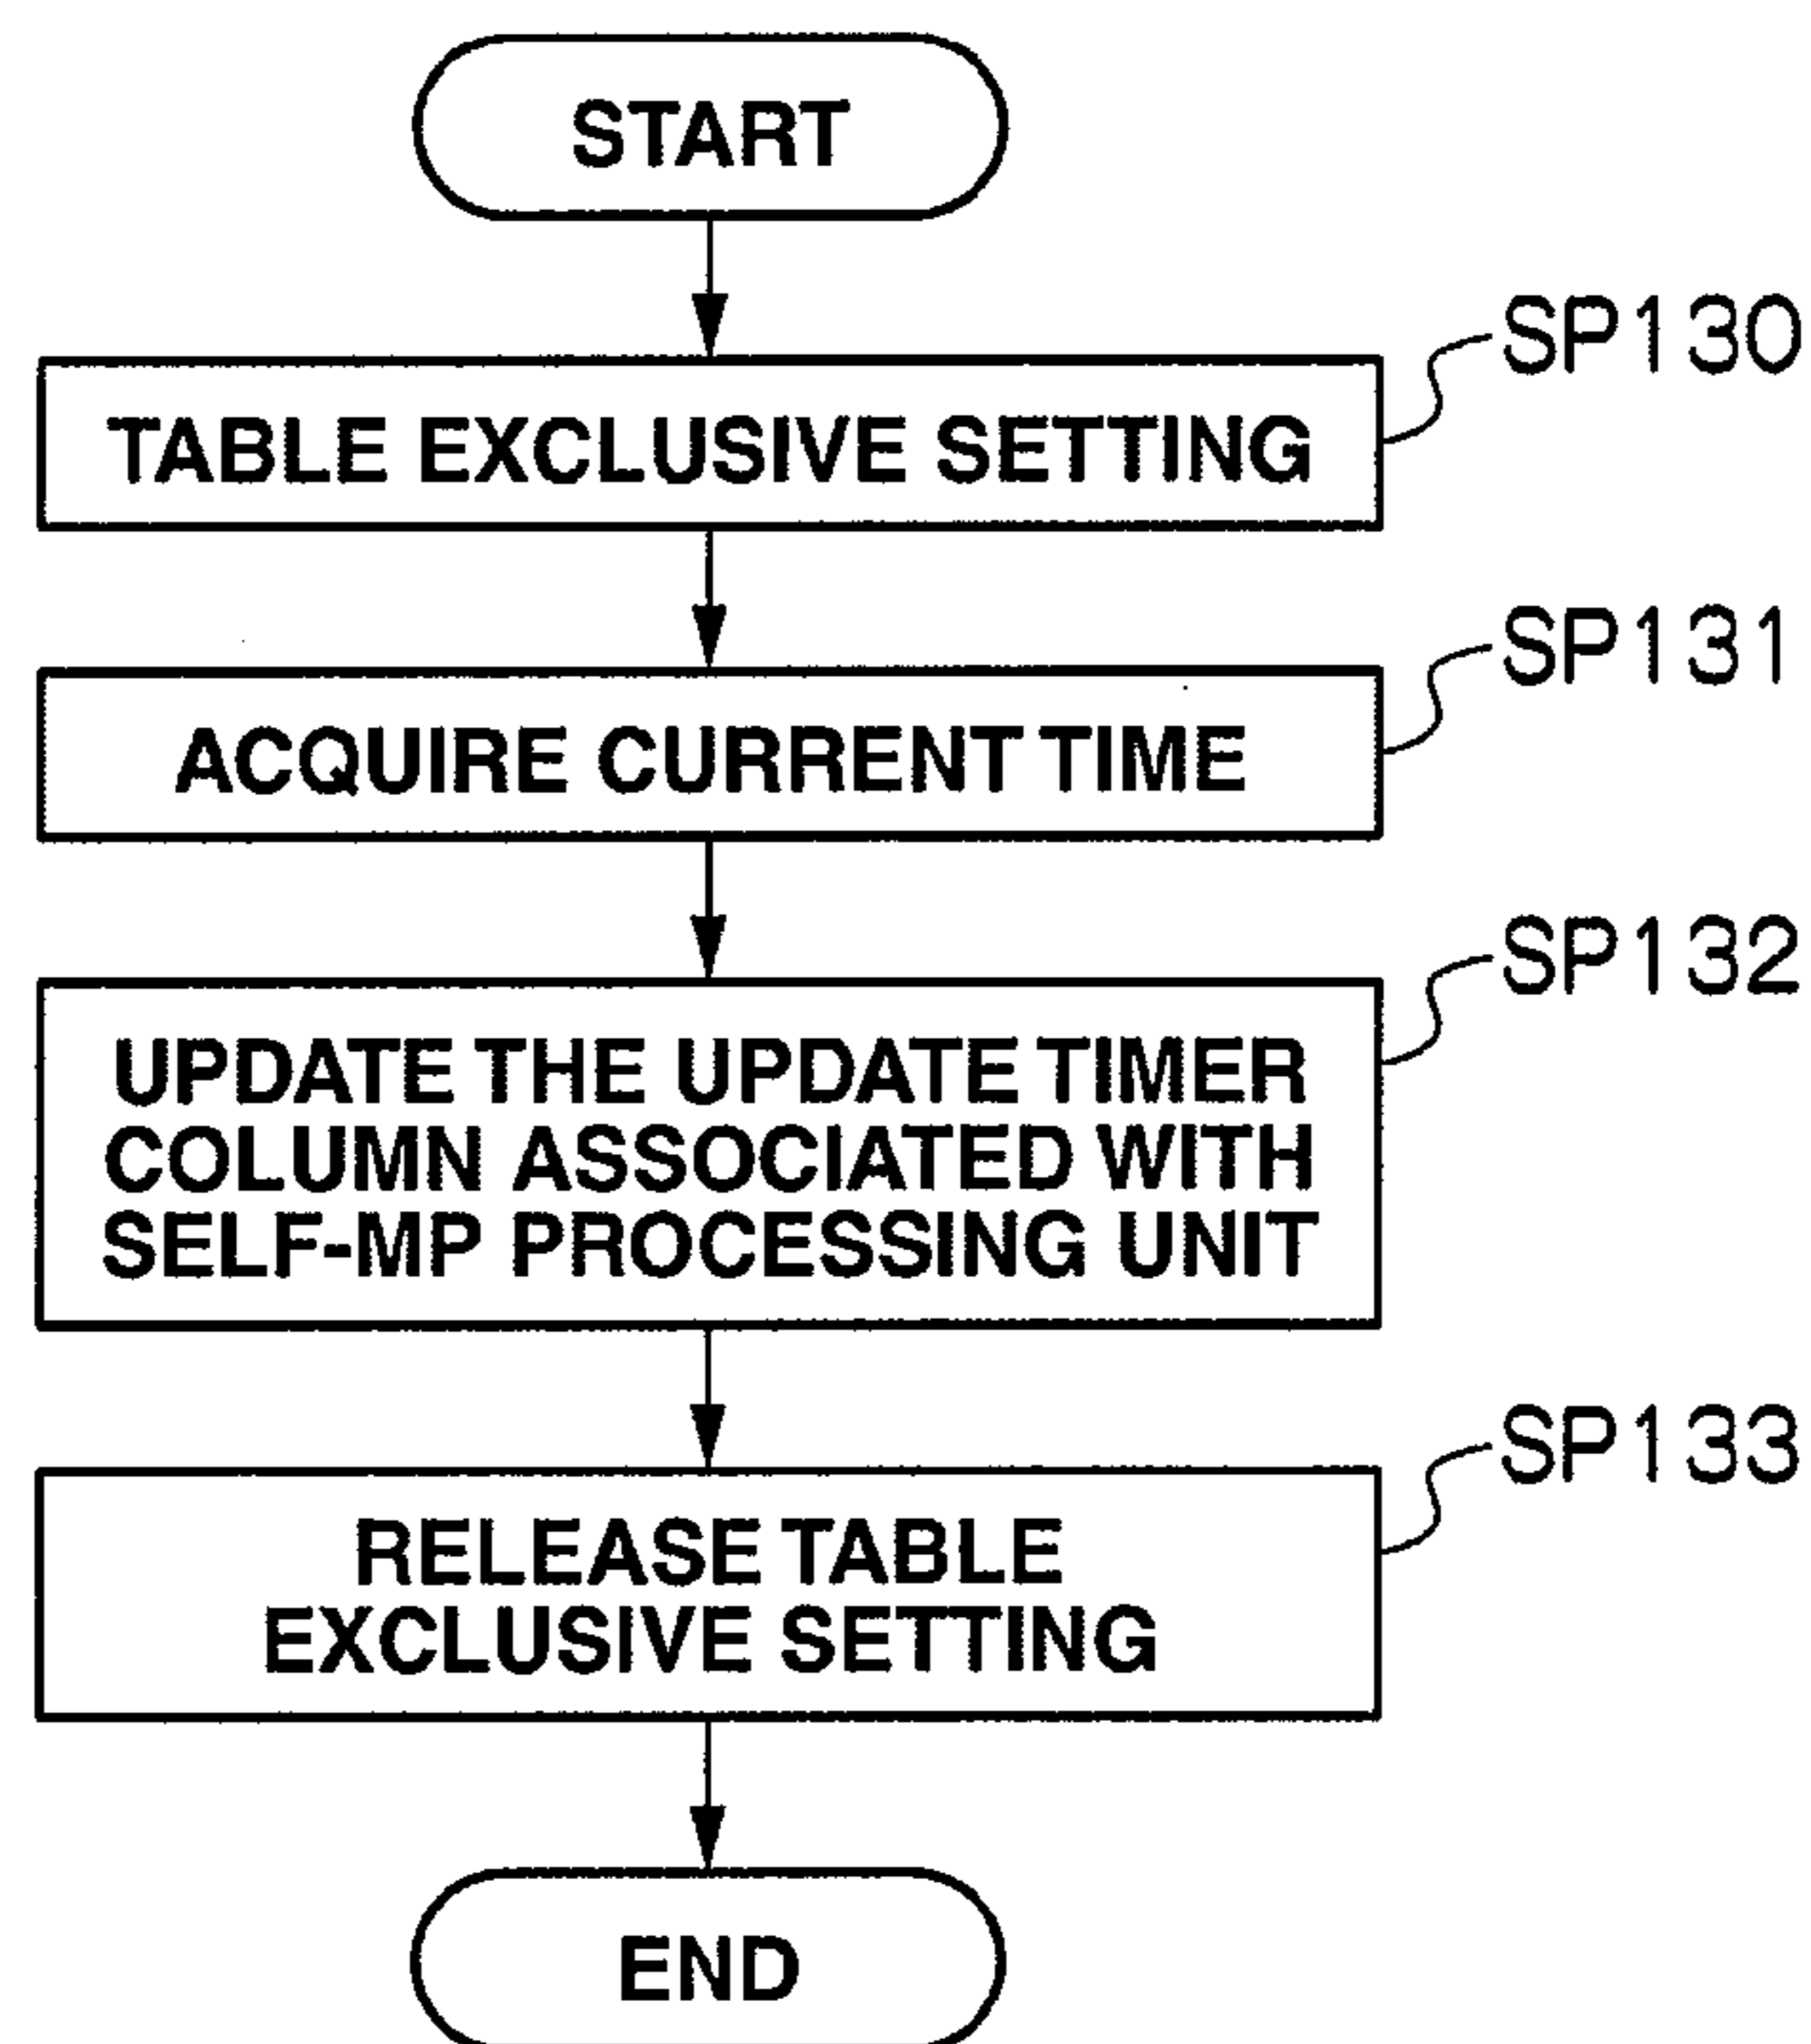 START
SP130
TABLE EXCLUSIVE SETTING
SP131
ACQUIRE CURRENT TIME
SP132
UPDATE THE UPDATE TIMER
COLUMN ASSOCIATED WITH
SELF-MP PROCESSING UNIT
SP133
RELEASE TABLE
EXCLUSIVE SETTING
END